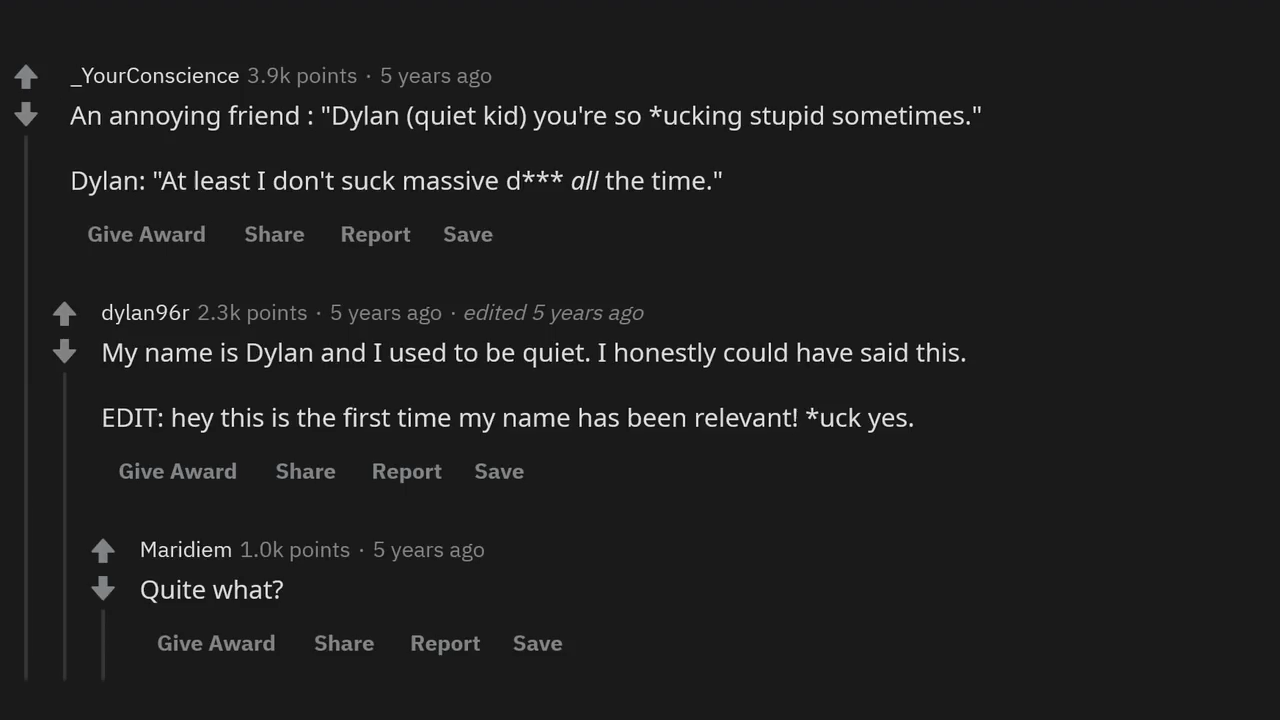 _YourConscience 3.9k points · 5 years ago
An annoying friend : "Dylan (quiet kid) you're so *ucking stupid sometimes."
Dylan: "At least I don't suck massive d*** all the time."
Give Award Share Report Save
dylan96r 2.3k points · 5 years ago · edited 5 years ago
My name is Dylan and I used to be quiet. I honestly could have said this.
EDIT: hey this is the first time my name has been relevant! *uck yes.
Give Award Share Report Save
Maridiem 1.0k points · 5 years ago
Quite what?
Give Award Share Report Save